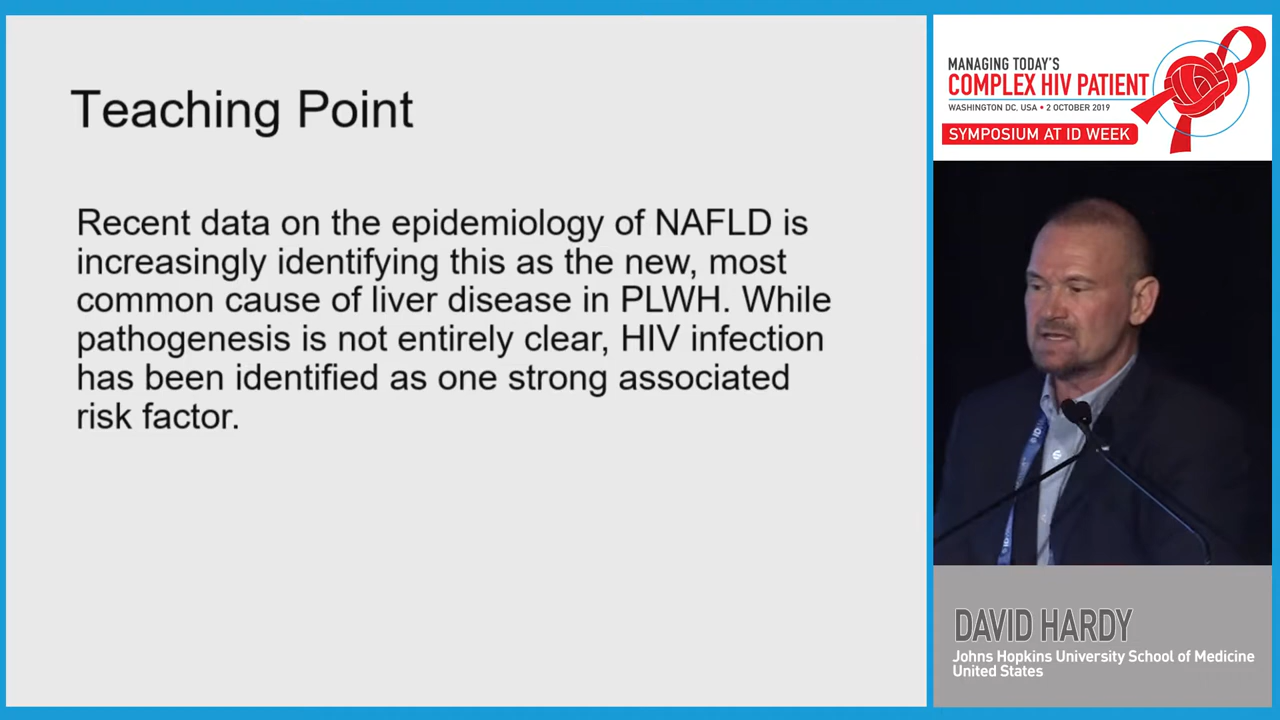 Teaching Point
Recent data on the epidemiology of NAFLD is
increasingly identifying this as the new, most
common cause of liver disease in PLWH. While
pathogenesis is not entirely clear, HIV infection
has been identified as one strong associated
risk factor.
MANAGING TODAY'S
COMPLEX HIV PATIENT
WASHINGTON DC, USA • 2 OCTOBER 2019
SYMPOSIUM AT ID WEEK
DAVID HARDY
Johns Hopkins University School of Medicine
United States